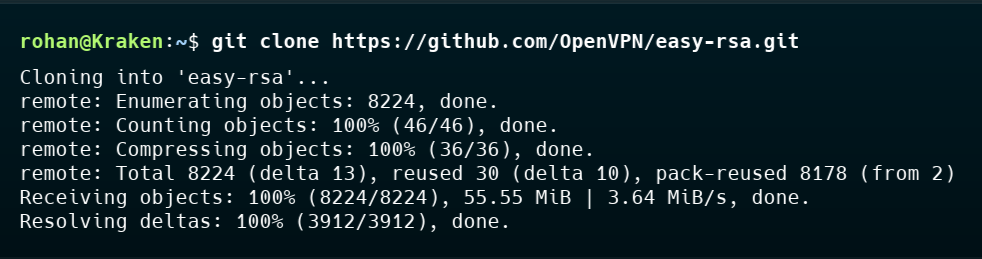 rohan@Kraken:~$ git clone https://github.com/OpenVPN/easy-rsa.git
Cloning into 'easy-rsa'...
remote: Enumerating objects: 8224, done.
remote: Counting objects: 100% (46/46), done.
remote: Compressing objects: 100% (36/36), done.
remote: Total 8224 (delta 13), reused 30 (delta 10), pack-reused 8178 (from 2)
Receiving objects: 100% (8224/8224), 55.55 MiB | 3.64 MiB/s, done.
Resolving deltas: 100% (3912/3912), done.